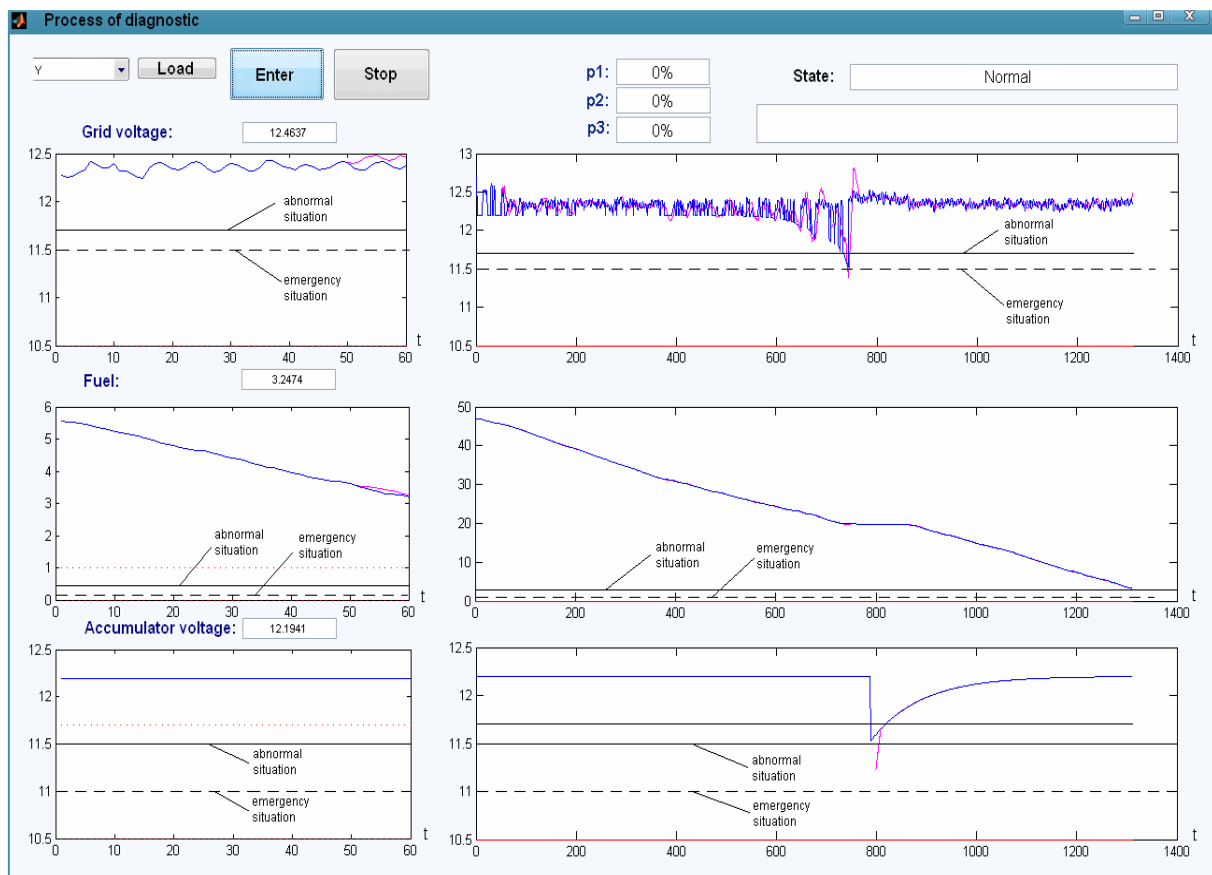 Process of diagnostic
Y
Load
Enter
Stop
p1: 0%
p2: 0%
p3: 0%
State: Normal
Grid voltage: 12.4637
12.5
12
11.5
11
10.5
abnormal
situation
emergency
situation
0 10 20 30 40 50 60
t
13
12.5
12
11.5
11
10.5
abnormal
situation
emergency
situation
0 200 400 600 800 1000 1200 1400
t
Fuel: 3.2474
6
5
4
3
2
1
0
abnormal
situation
emergency
situation
0 10 20 30 40 50 60
t
50
40
30
20
10
0
abnormal
situation
emergency
situation
0 200 400 600 800 1000 1200 1400
t
Accumulator voltage: 12.1941
12.5
12
11.5
11
10.5
abnormal
situation
emergency
situation
0 10 20 30 40 50 60
t
12.5
12
11.5
11
10.5
abnormal
situation
emergency
situation
0 200 400 600 800 1000 1200 1400
t